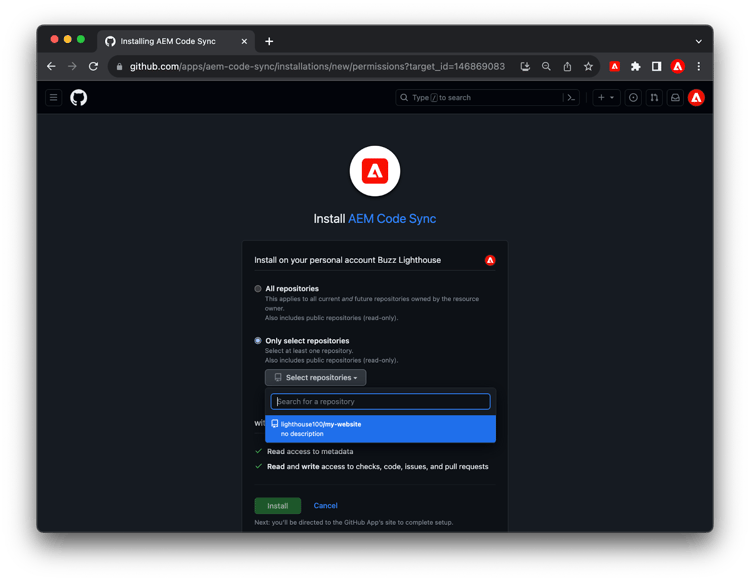 Installing AEM Code Sync
github.com/apps/aem-code-sync/installations/new/permissions?target_id=146869083
Type / to search
Install AEM Code Sync
Install on your personal account Buzz Lighthouse
All repositories
This applies to all current and future repositories owned by the resource
owner.
Also includes public repositories (read-only).
Only select repositories
Select at least one repository.
Also includes public repositories (read-only).
Select repositories
Search for a repository
wit
lighthouse100/my-website
no description
Read access to metadata
Read and write access to checks, code, issues, and pull requests
Install Cancel
Next: you'll be directed to the GitHub App's site to complete setup.